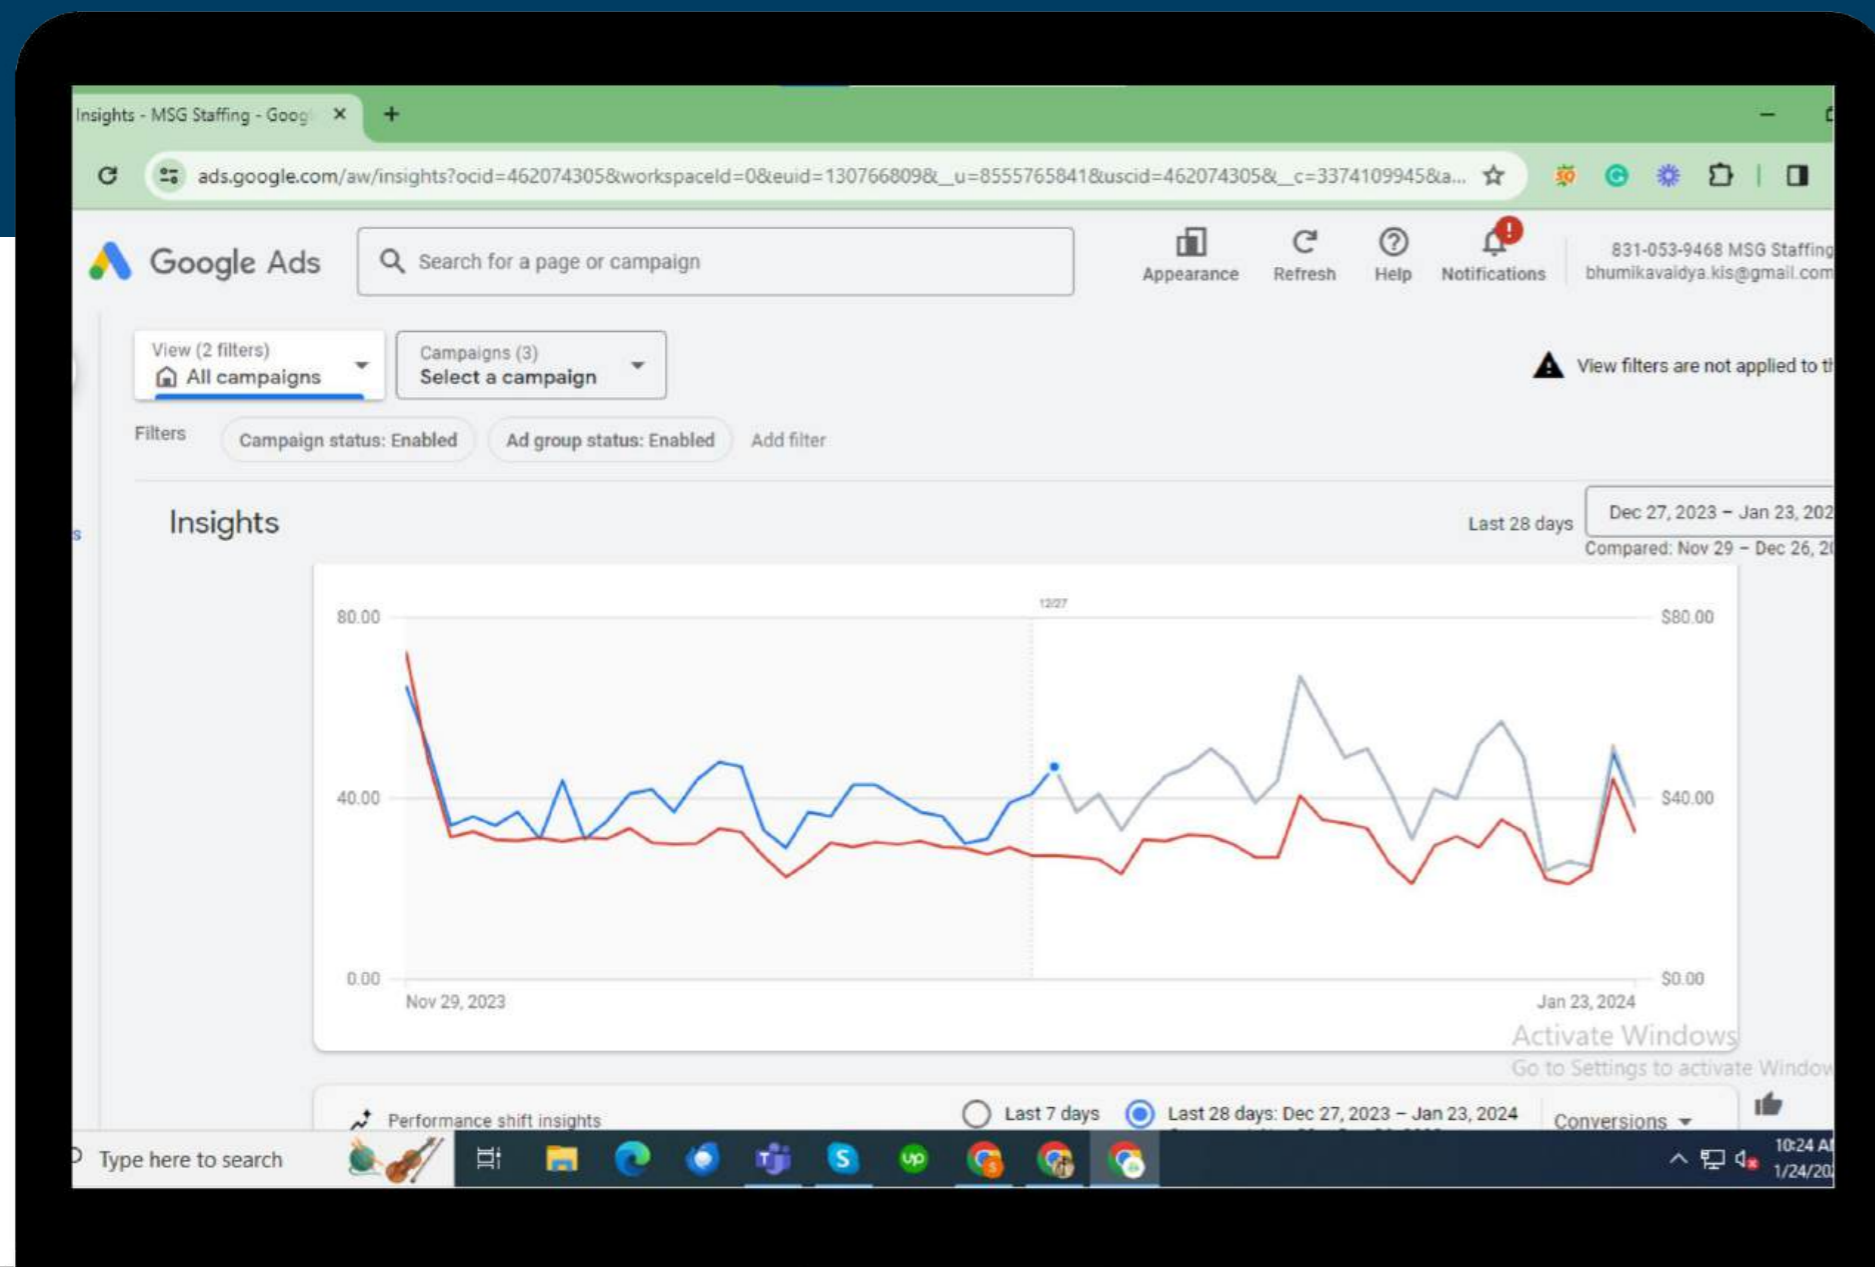 Insights - MSG Staffing - Goog
ads.google.com/aw/insights?ocid=462074305&workspaceId=0&euid=130766809&__u=8555765841&uscid=462074305&__c=3374109945&a...
Google Ads
Search for a page or campaign
Appearance
Refresh
Help
Notifications
831-053-9468 MSG Staffing
bhumikavaidya.kis@gmail.com
View (2 filters)
All campaigns
Campaigns (3)
Select a campaign
View filters are not applied to th
Filters
Campaign status: Enabled
Ad group status: Enabled
Add filter
Insights
Last 28 days
Dec 27, 2023 – Jan 23, 202
Compared: Nov 29 – Dec 26, 20
12/27
80.00
$80.00
40.00
$40.00
0.00
$0.00
Nov 29, 2023
Jan 23, 2024
Activate Windows
Go to Settings to activate Window
Performance shift insights
Last 7 days
Last 28 days: Dec 27, 2023 – Jan 23, 2024
Conversions
Type here to search
up
10:24 A
1/24/20